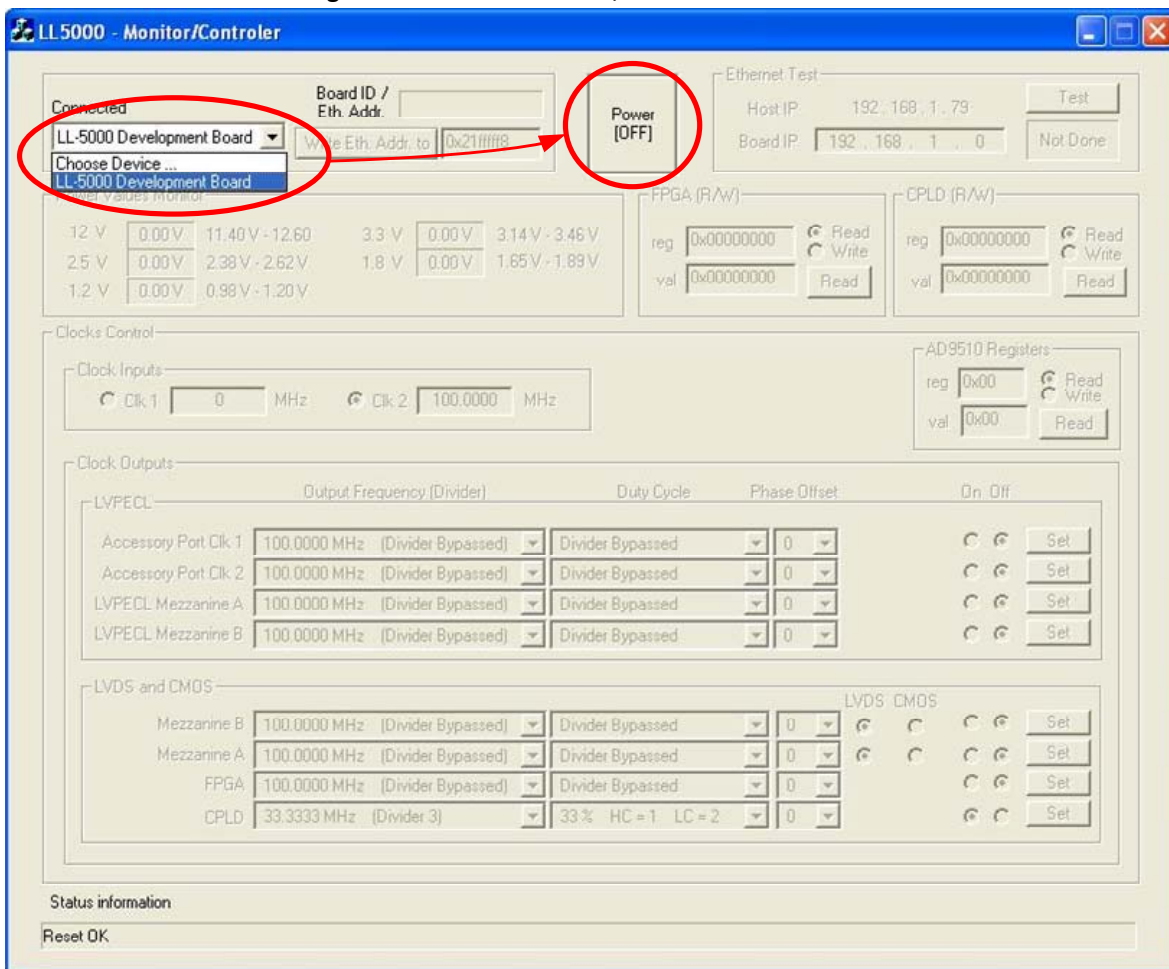 LL5000 - Monitor/Controler
Connected
Board ID /
Eth. Addr.
LL-5000 Development Board
Write Eth. Addr. to 0x21fffff8
Choose Device ...
LL-5000 Development Board
Power
[OFF]
Ethernet Test
Host IP 192 . 168 . 1 . 79 Test
Board IP 192 . 168 . 1 . 0 Not Done
Power Values Monitor
12 V 0.00 V 11.40 V - 12.60 3.3 V 0.00 V 3.14 V - 3.46 V
2.5 V 0.00 V 2.38 V - 2.62 V 1.8 V 0.00 V 1.65 V - 1.89 V
1.2 V 0.00 V 0.98 V - 1.20 V
FPGA (R/W)
reg 0x00000000 Read
Write
val 0x00000000 Read
CPLD (R/W)
reg 0x00000000 Read
Write
val 0x00000000 Read
Clocks Control
Clock Inputs
Clk 1 0 MHz Clk 2 100.0000 MHz
AD9510 Registers
reg 0x00 Read
Write
val 0x00 Read
Clock Outputs
LVPECL Output Frequency (Divider) Duty Cycle Phase Offset On Off
Accessory Port Clk 1 100.0000 MHz (Divider Bypassed) Divider Bypassed 0 Set
Accessory Port Clk 2 100.0000 MHz (Divider Bypassed) Divider Bypassed 0 Set
LVPECL Mezzanine A 100.0000 MHz (Divider Bypassed) Divider Bypassed 0 Set
LVPECL Mezzanine B 100.0000 MHz (Divider Bypassed) Divider Bypassed 0 Set
LVDS and CMOS
LVDS CMOS
Mezzanine B 100.0000 MHz (Divider Bypassed) Divider Bypassed 0 Set
Mezzanine A 100.0000 MHz (Divider Bypassed) Divider Bypassed 0 Set
FPGA 100.0000 MHz (Divider Bypassed) Divider Bypassed 0 Set
CPLD 33.3333 MHz (Divider 3) 33 % HC = 1 LC = 2 0 Set
Status information
Reset OK